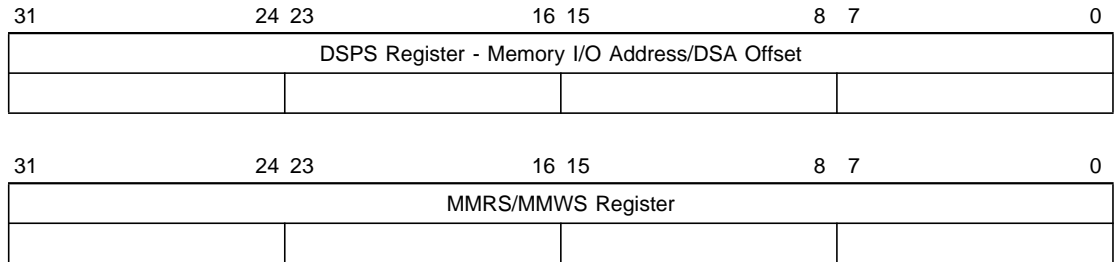 31 24 23 16 15 8 7 0
DSPS Register - Memory I/O Address/DSA Offset
31 24 23 16 15 8 7 0
MMRS/MMWS Register